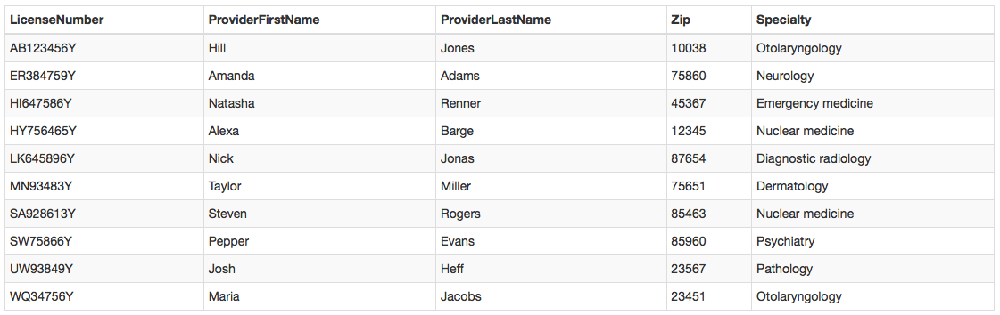 LicenseNumber ProviderFirstName ProviderLastName Zip Specialty
AB123456Y Hill Jones 10038 Otolaryngology
ER384759Y Amanda Adams 75860 Neurology
HI647586Y Natasha Renner 45367 Emergency medicine
HY756465Y Alexa Barge 12345 Nuclear medicine
LK645896Y Nick Jonas 87654 Diagnostic radiology
MN93483Y Taylor Miller 75651 Dermatology
SA928613Y Steven Rogers 85463 Nuclear medicine
SW75866Y Pepper Evans 85960 Psychiatry
UW93849Y Josh Heff 23567 Pathology
WQ34756Y Maria Jacobs 23451 Otolaryngology